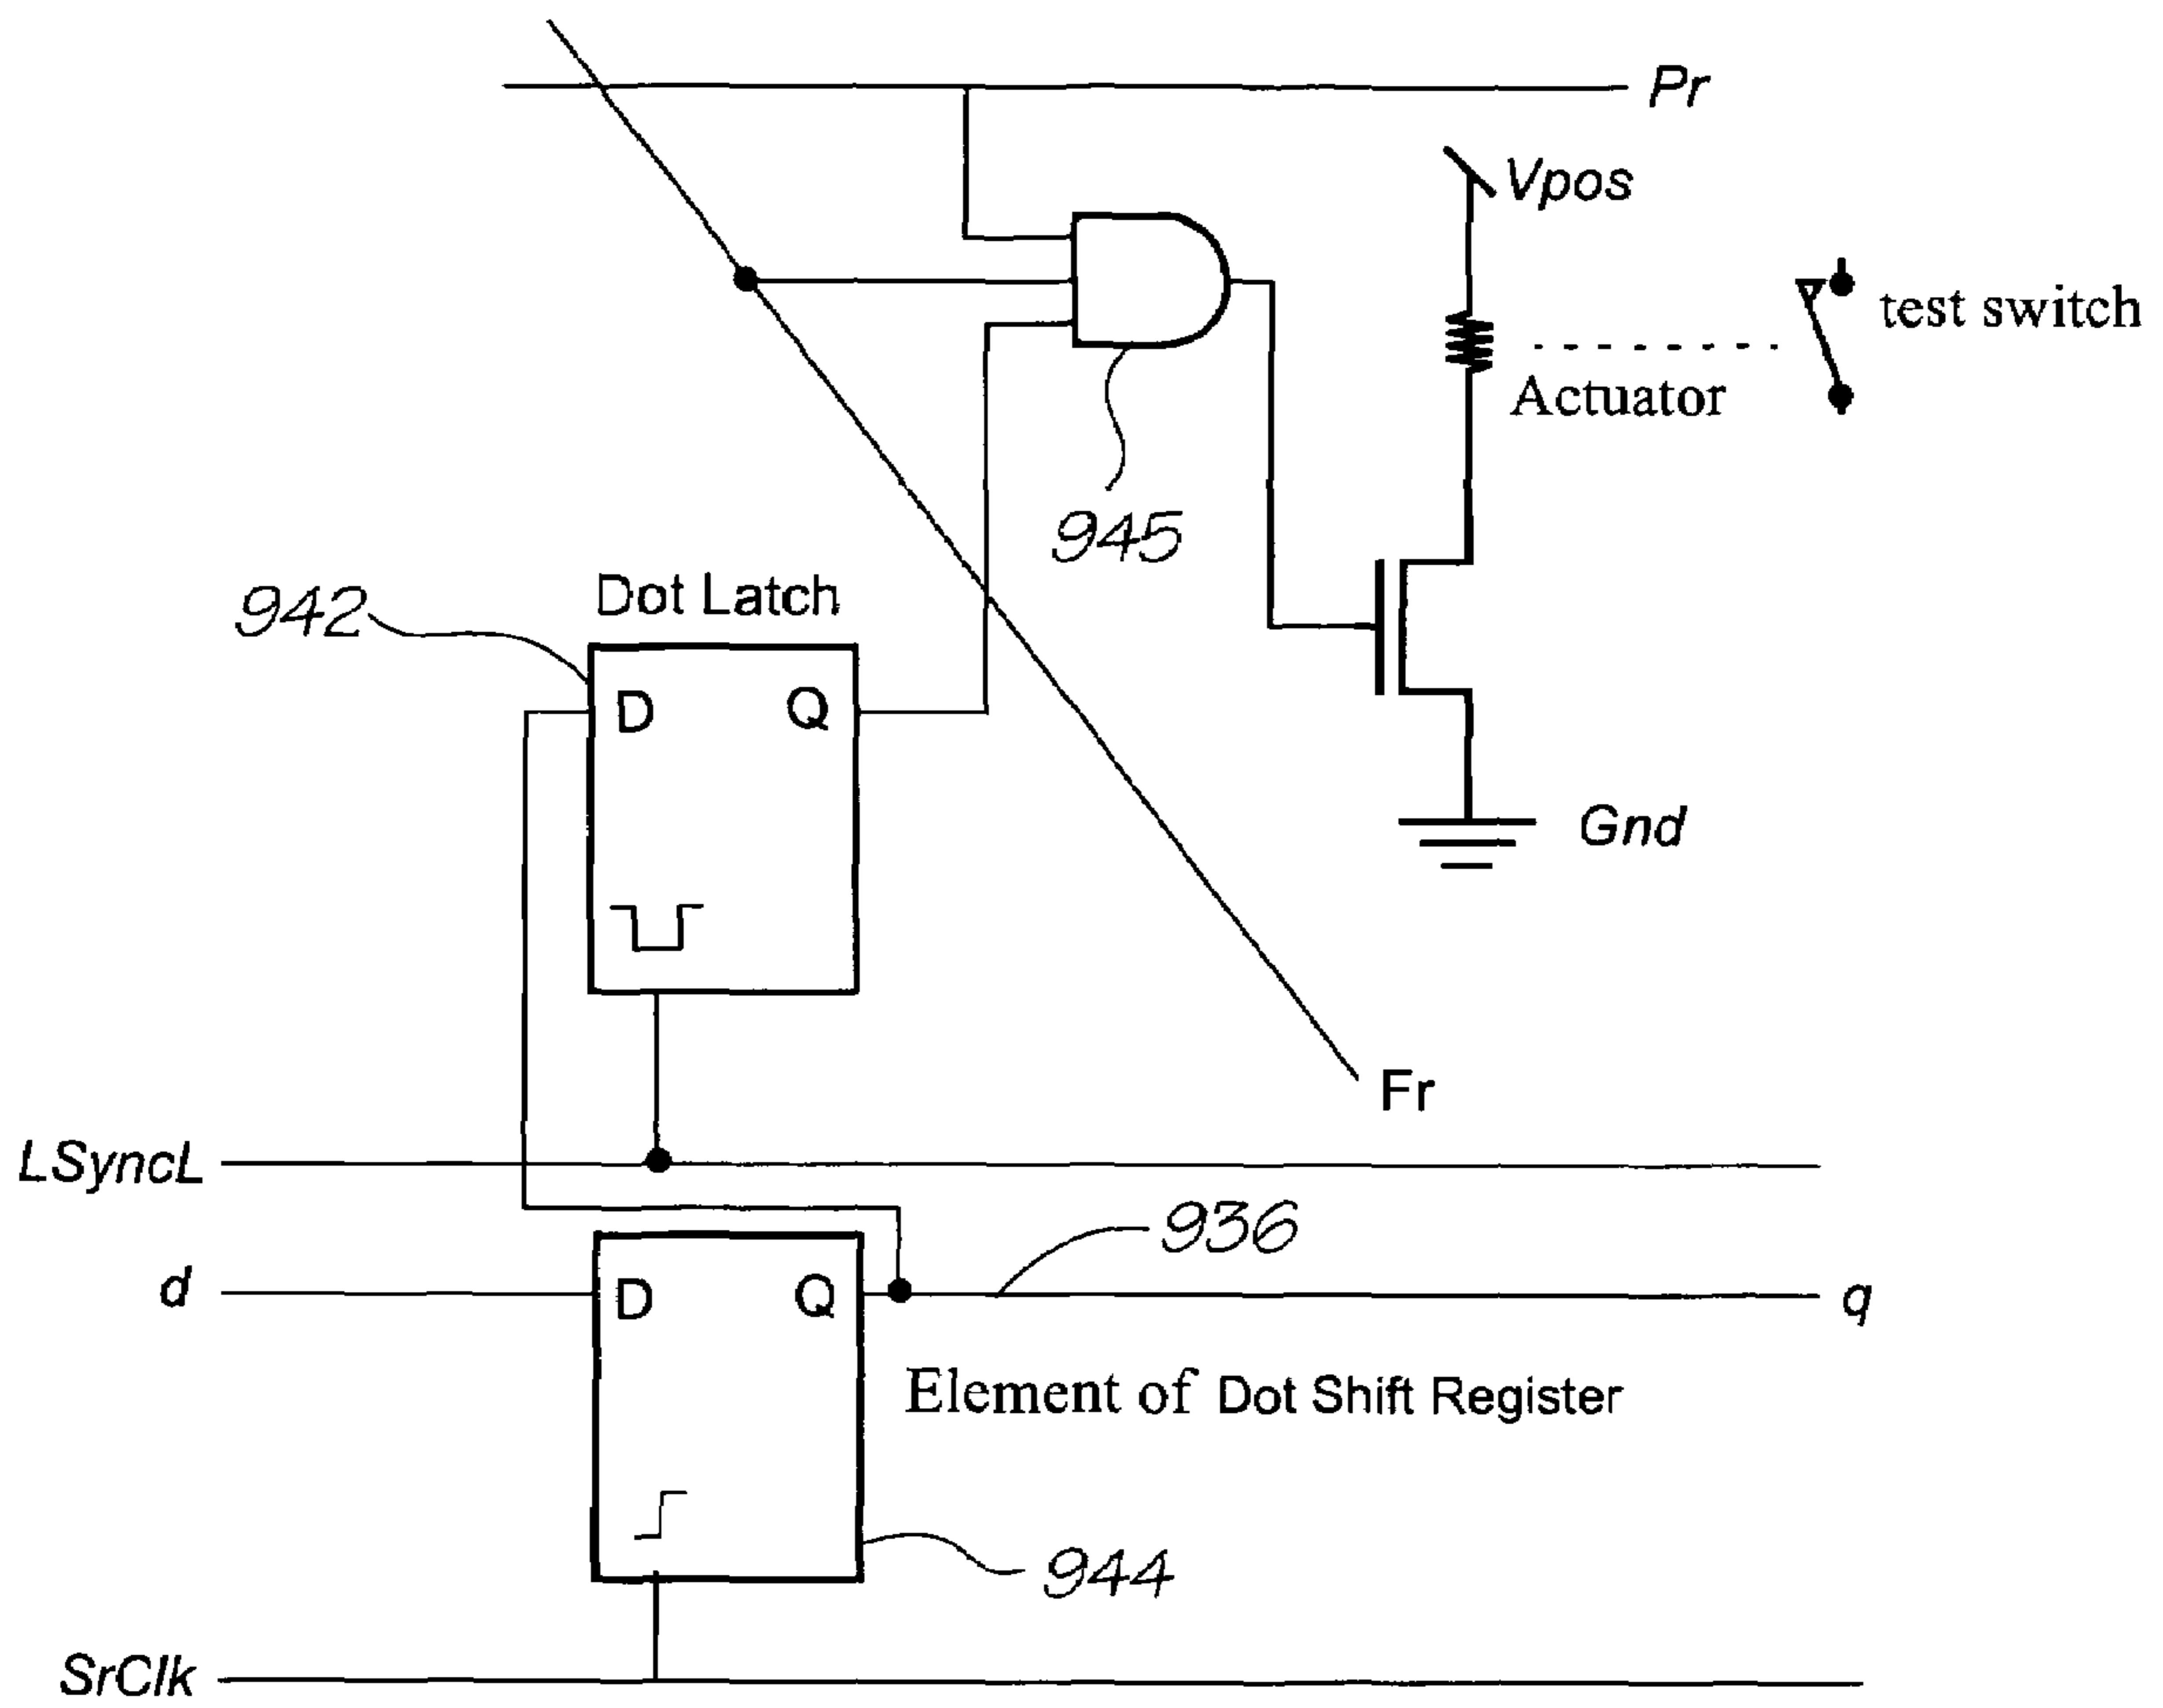 Pr
Vpos
test switch
Actuator
945
Dot Latch
942
D Q
Gnd
Fr
LSyncL
936
d
D Q
q
Element of Dot Shift Register
944
SrClk